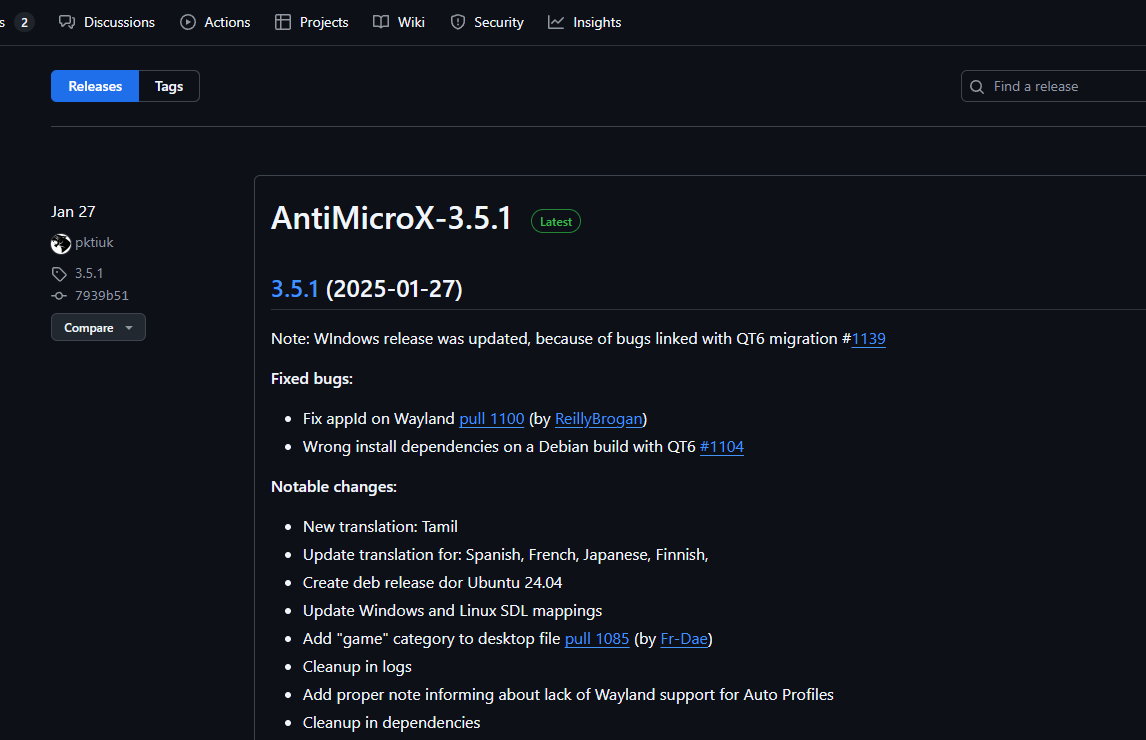 s 2 Discussions Actions Projects Wiki Security Insights
Releases Tags Find a release
Jan 27
pktiuk
3.5.1
7939b51
Compare
AntiMicroX-3.5.1 Latest
3.5.1 (2025-01-27)
Note: WIndows release was updated, because of bugs linked with QT6 migration #1139
Fixed bugs:
Fix appId on Wayland pull 1100 (by ReillyBrogan)
Wrong install dependencies on a Debian build with QT6 #1104
Notable changes:
New translation: Tamil
Update translation for: Spanish, French, Japanese, Finnish,
Create deb release dor Ubuntu 24.04
Update Windows and Linux SDL mappings
Add "game" category to desktop file pull 1085 (by Fr-Dae)
Cleanup in logs
Add proper note informing about lack of Wayland support for Auto Profiles
Cleanup in dependencies